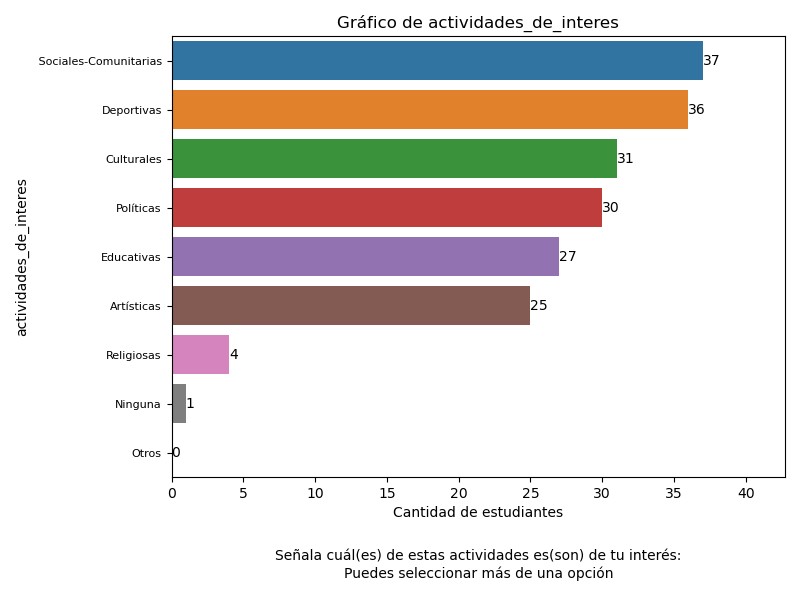 Gráfico de actividades_de_interes
actividades_de_interes
Sociales-Comunitarias 37
Deportivas 36
Culturales 31
Políticas 30
Educativas 27
Artísticas 25
Religiosas 4
Ninguna 1
Otros 0
0 5 10 15 20 25 30 35 40
Cantidad de estudiantes
Señala cuál(es) de estas actividades es(son) de tu interés:
Puedes seleccionar más de una opción